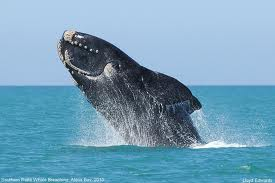 Southern Right Whale Breaching, Algoa Bay, 2010
Lloyd Edwards